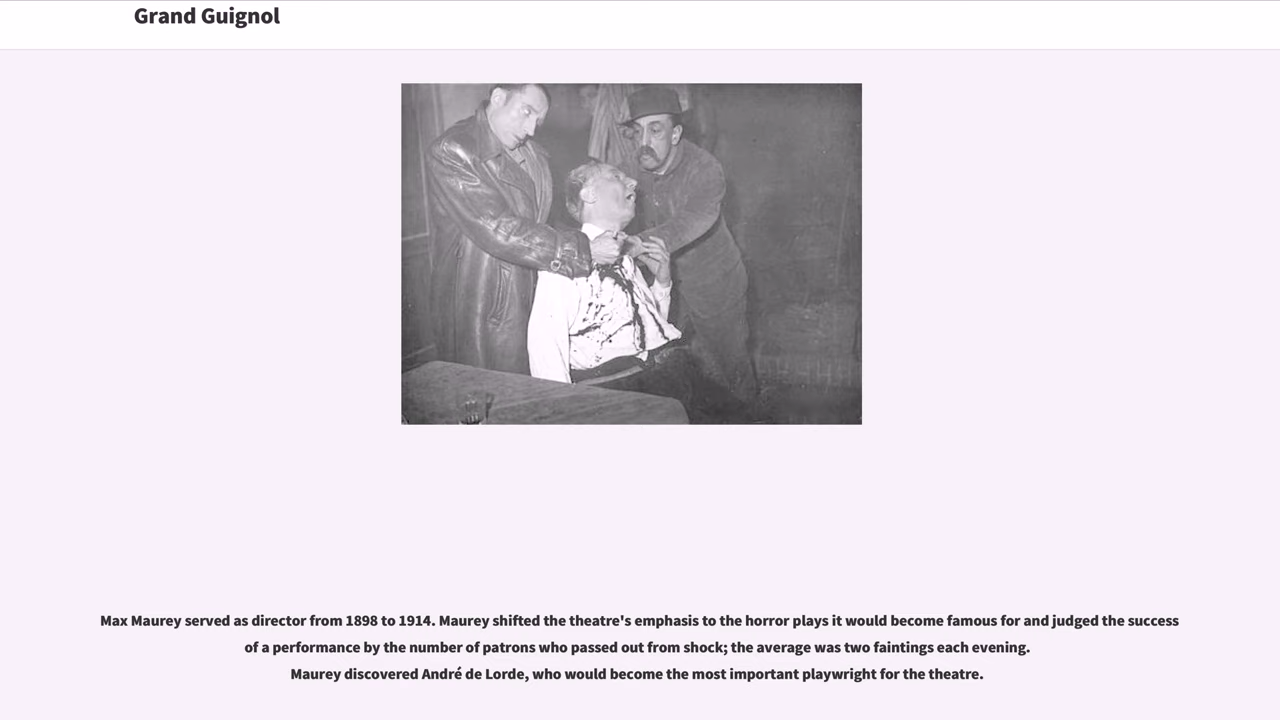 Grand Guignol
Max Maurey served as director from 1898 to 1914. Maurey shifted the theatre's emphasis to the horror plays it would become famous for and judged the success
of a performance by the number of patrons who passed out from shock; the average was two faintings each evening.
Maurey discovered André de Lorde, who would become the most important playwright for the theatre.